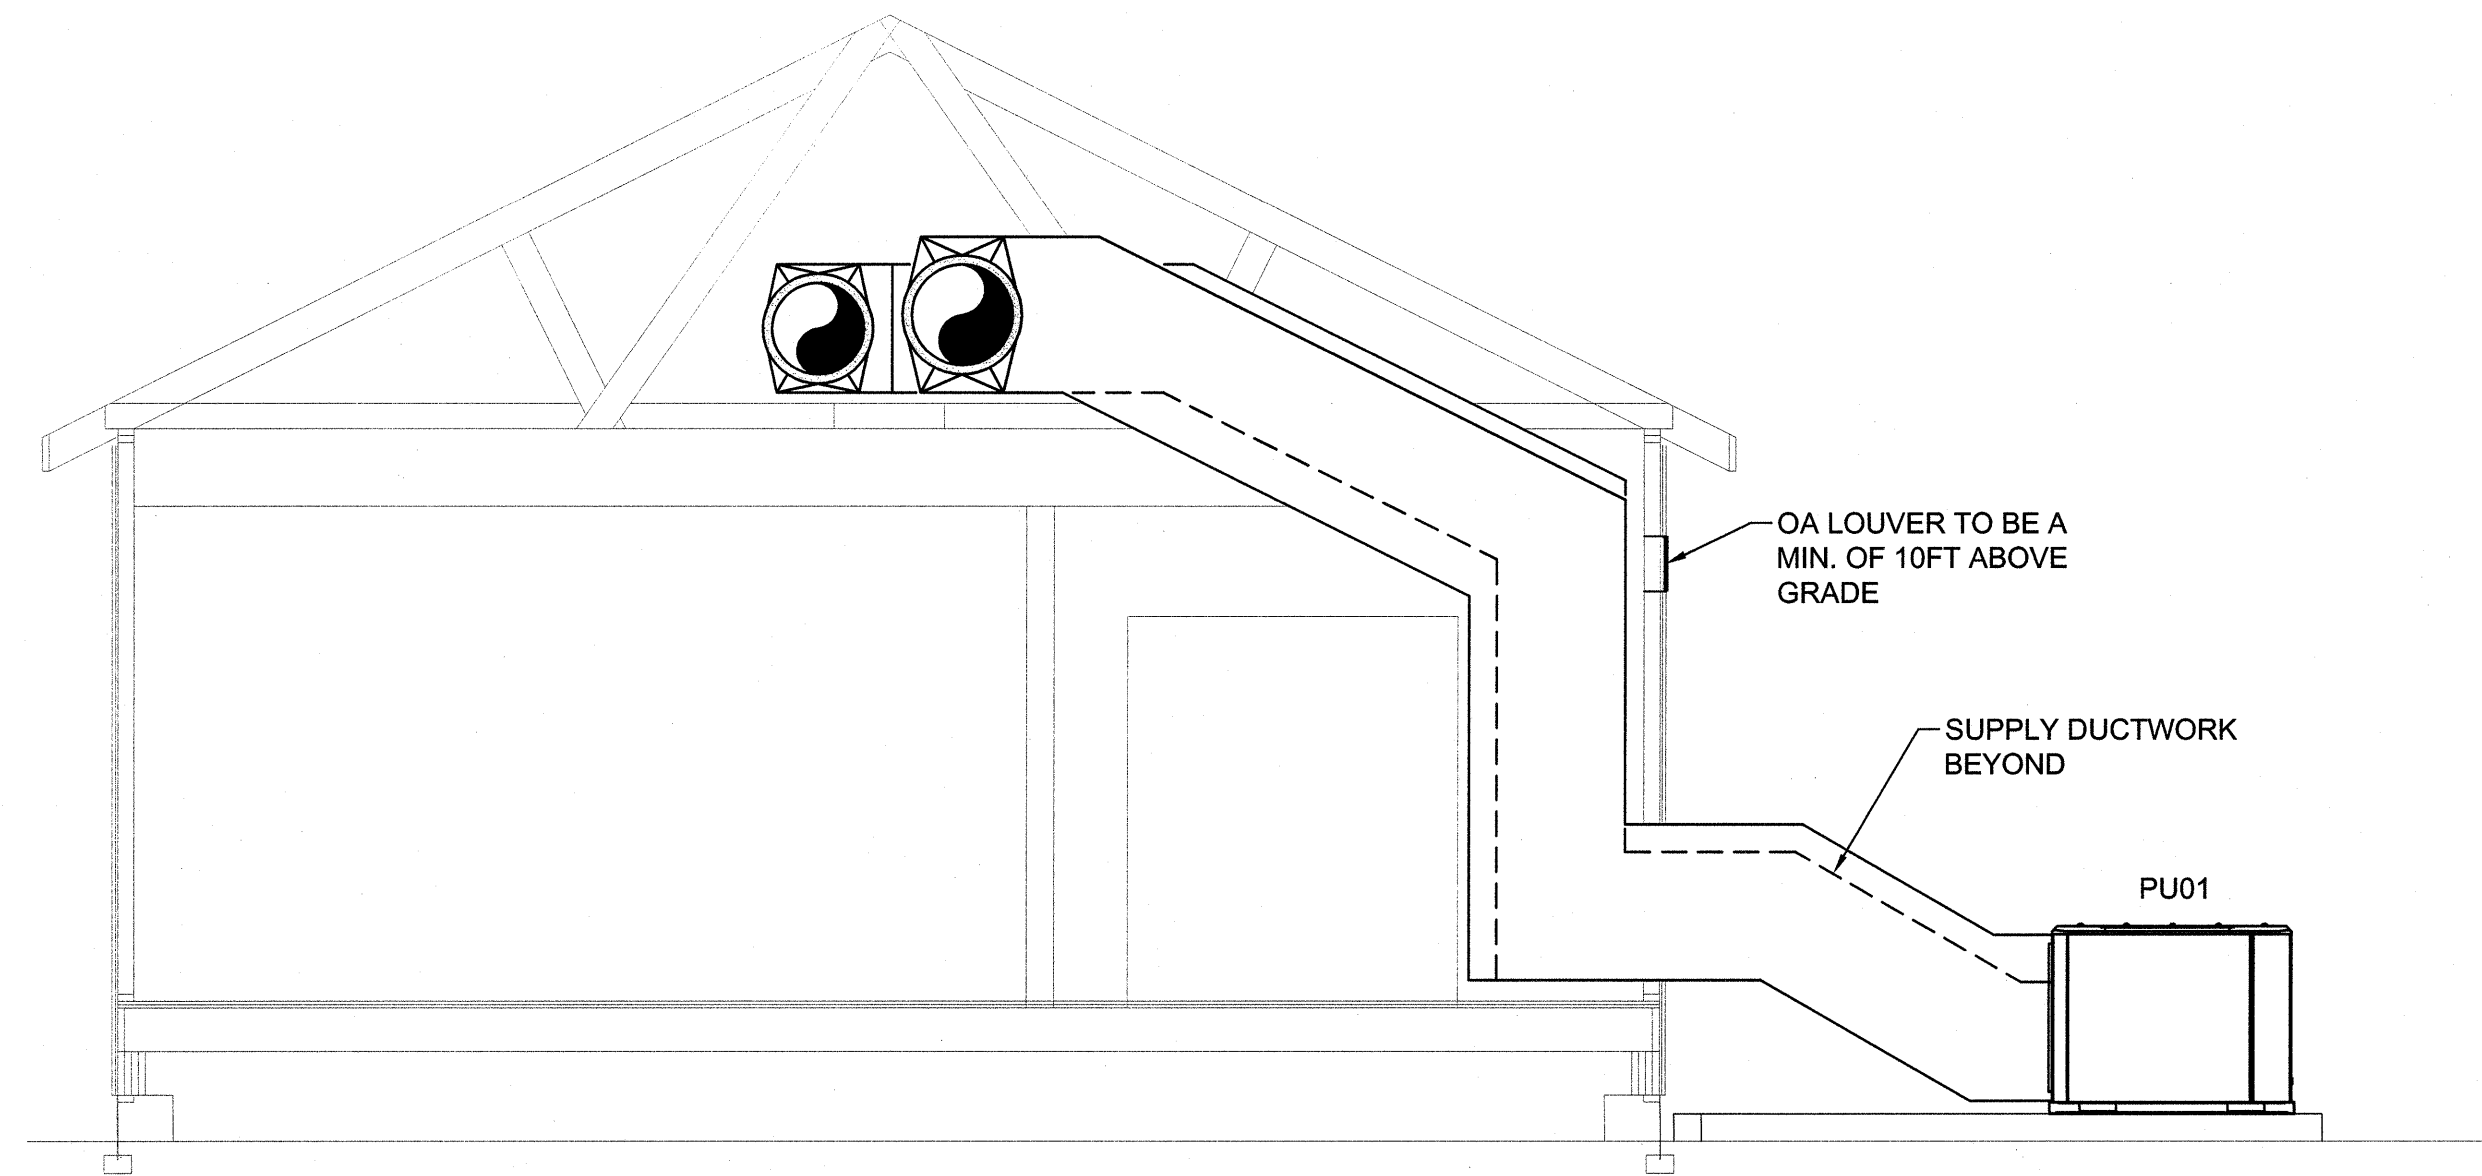 OA LOUVER TO BE A
MIN. OF 10FT ABOVE
GRADE
SUPPLY DUCTWORK
BEYOND
PU01